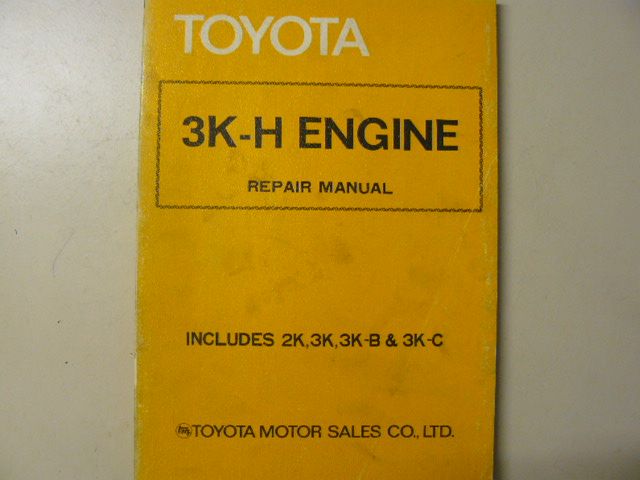 TOYOTA
3K-H ENGINE
REPAIR MANUAL
INCLUDES 2K,3K,3K-B & 3K-C
TOYOTA MOTOR SALES CO., LTD.